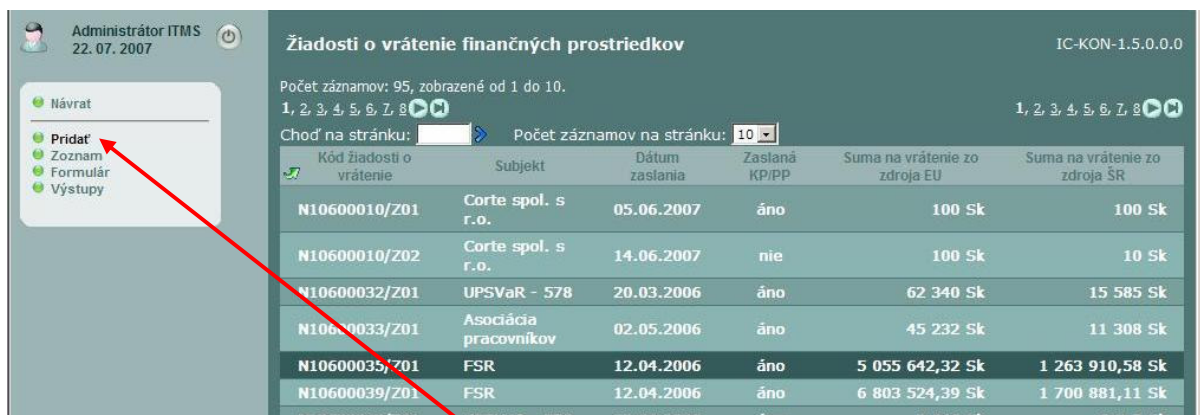 Administrátor ITMS
22. 07. 2007
Návrat
Pridať
Zoznam
Formulár
Výstupy
Žiadosti o vrátenie finančných prostriedkov IC-KON-1.5.0.0.0
Počet záznamov: 95, zobrazené od 1 do 10.
1, 2, 3, 4, 5, 6, 7, 8 1, 2, 3, 4, 5, 6, 7, 8
Choď na stránku: Počet záznamov na stránku: 10
Kód žiadosti o vrátenie Subjekt Dátum zaslania Zaslaná KP/PP Suma na vrátenie zo zdroja EU Suma na vrátenie zo zdroja ŠR
N10600010/Z01 Corte spol. s r.o. 05.06.2007 áno 100 Sk 100 Sk
N10600010/Z02 Corte spol. s r.o. 14.06.2007 nie 100 Sk 10 Sk
N10600032/Z01 UPSVaR - 578 20.03.2006 áno 62 340 Sk 15 585 Sk
N10600033/Z01 Asociácia pracovníkov 02.05.2006 áno 45 232 Sk 11 308 Sk
N10600035/Z01 FSR 12.04.2006 áno 5 055 642,32 Sk 1 263 910,58 Sk
N10600039/Z01 FSR 12.04.2006 áno 6 803 524,39 Sk 1 700 881,11 Sk